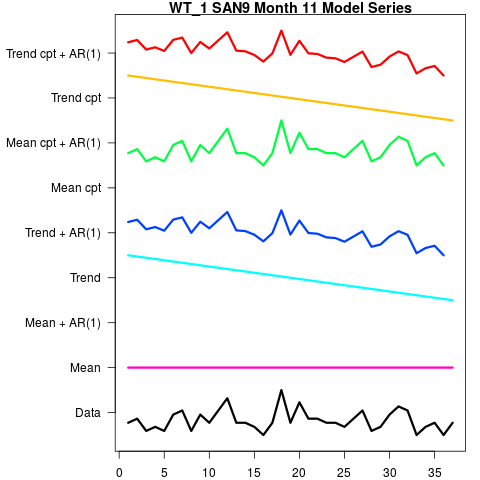 WT_1 SAN9 Month 11 Model Series
Trend cpt + AR(1)
Trend cpt
Mean cpt + AR(1)
Mean cpt
Trend + AR(1)
Trend
Mean + AR(1)
Mean
Data
0 5 10 15 20 25 30 35